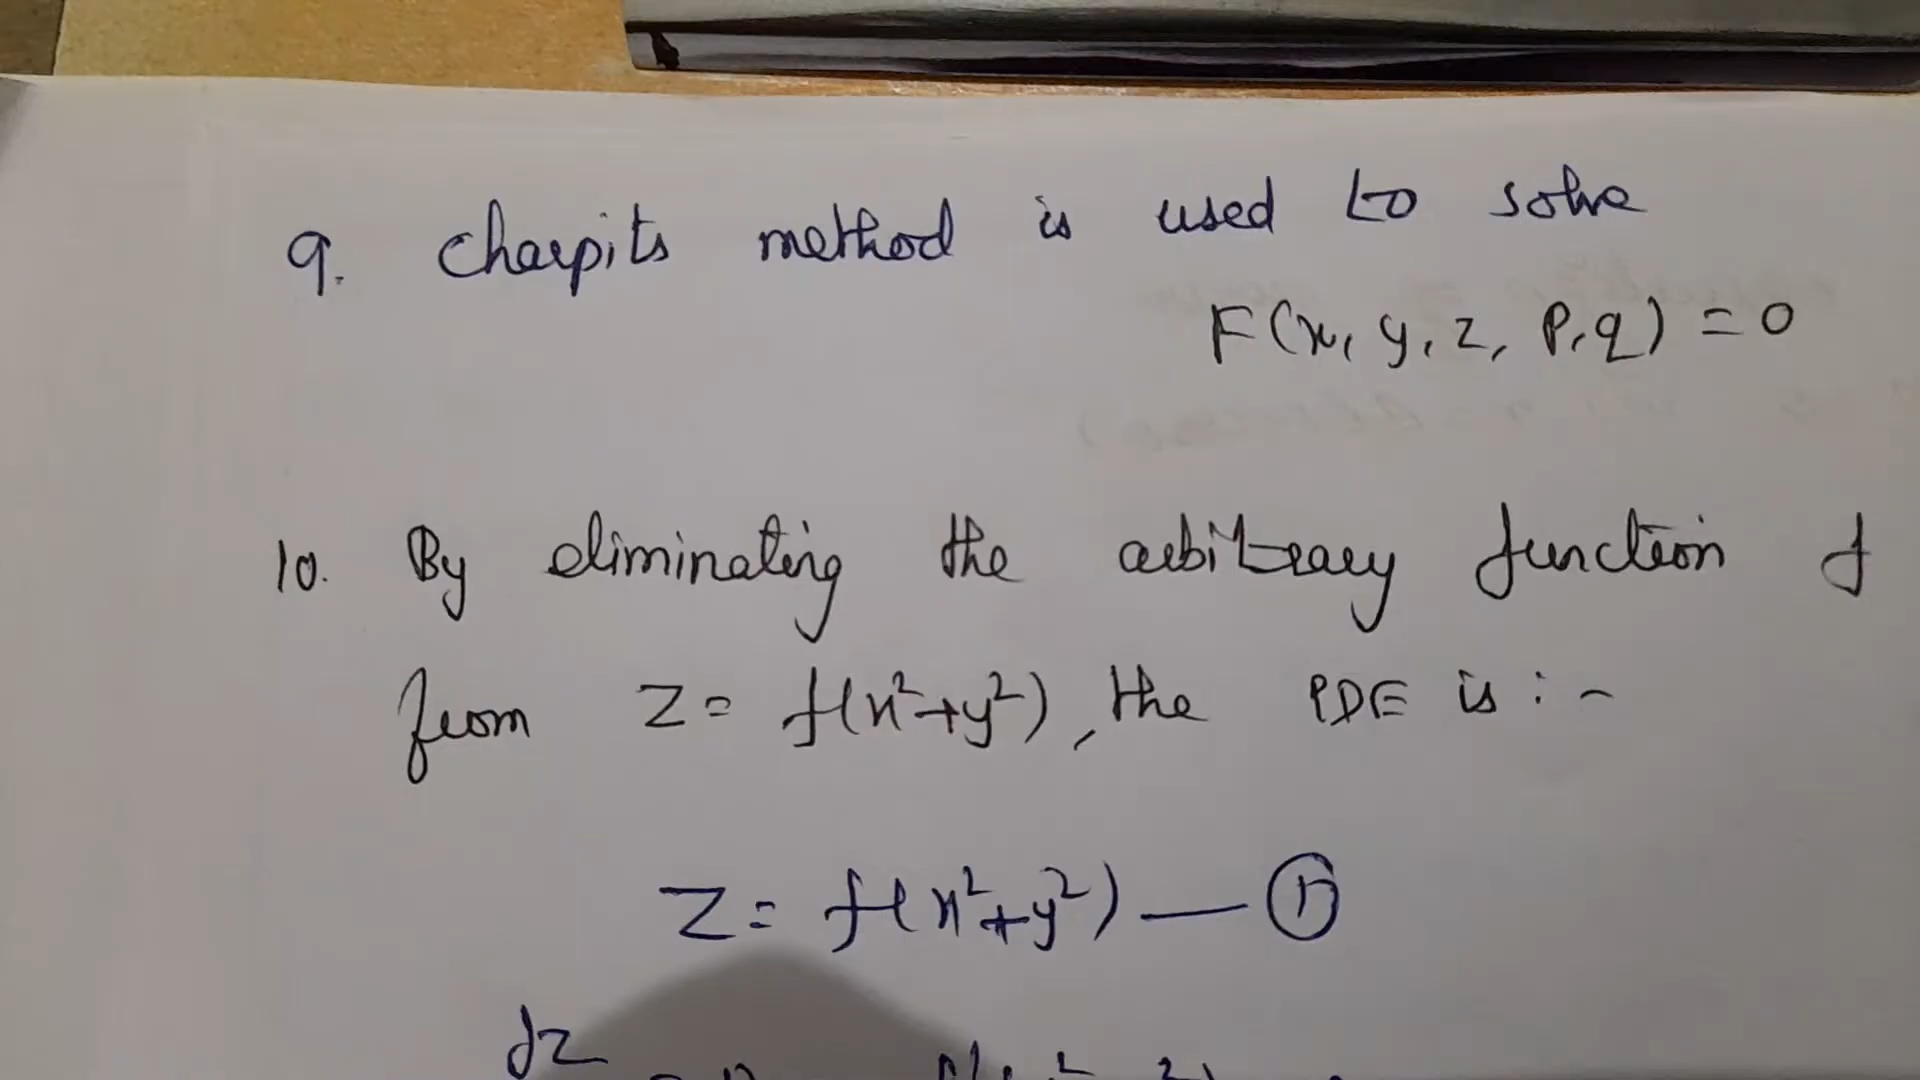 9. Charpits method is used to solve
F(x, y, z, p, q) = 0
10. By eliminating the arbitrary function f
from z = f(x²+y²), the PDE is :-
z = f(x²+y²) — ①
dz